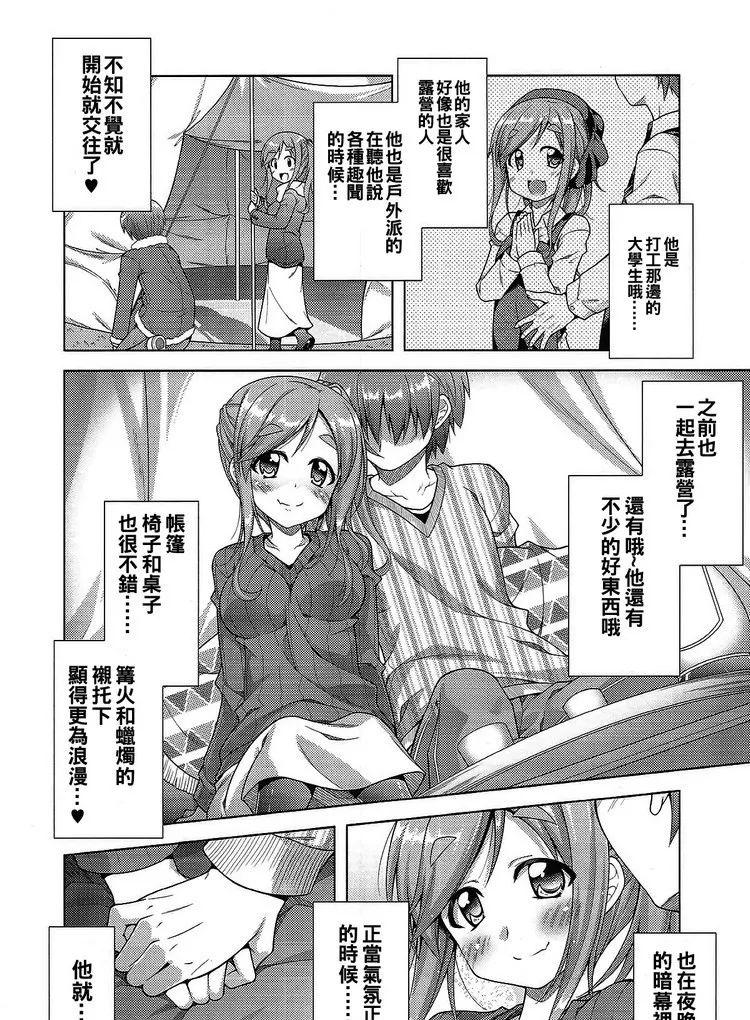 他是
打工那邊的
大學生哦……
他的家人
好像也是很喜歡
露營的人
他也是戶外派的
在聽他說
各種趣聞
的時候…
不知不覺就
開始就交往了♥
之前也
一起去露營了…
還有哦~他還有
不少的好東西哦
帳篷
椅子和桌子
也很不錯……
篝火和蠟燭的
襯托下
顯得更為浪漫…♥
也在夜晚
的暗幕裡
正當氣氛正
的時候……
他就…